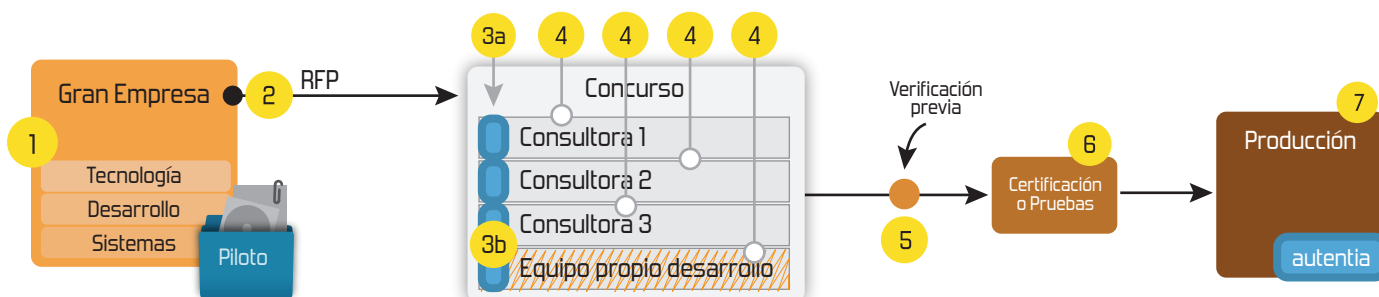 1
Gran Empresa
Tecnología
Desarrollo
Sistemas
Piloto
2
RFP
3a
4
4
4
4
Concurso
Consultora 1
Consultora 2
Consultora 3
3b
Equipo propio desarrollo
Verificación
previa
5
6
Certificación
o Pruebas
7
Producción
autentia